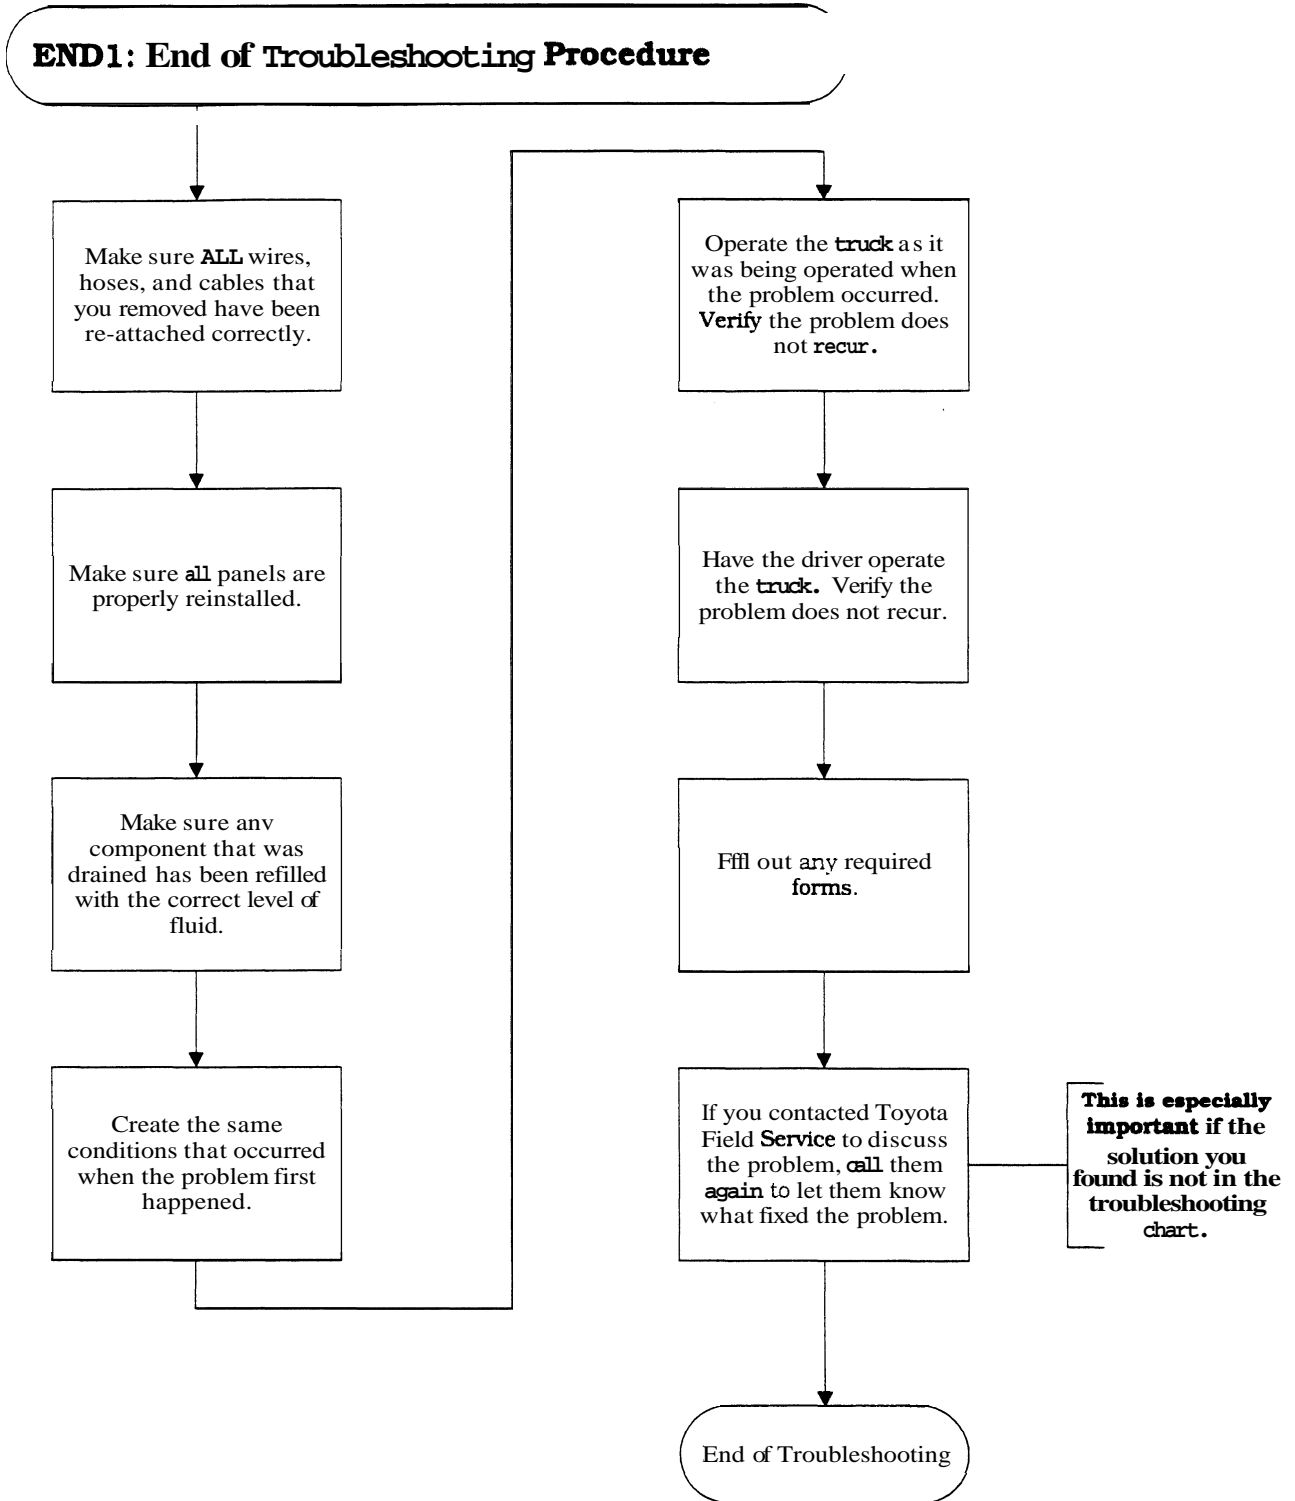 END1: End of Troubleshooting Procedure
Make sure ALL wires,
hoses, and cables that
you removed have been
re-attached correctly.
Make sure all panels are
properly reinstalled.
Make sure anv
component that was
drained has been refilled
with the correct level of
fluid.
Create the same
conditions that occurred
when the problem first
happened.
Operate the truck as it
was being operated when
the problem occurred.
Verify the problem does
not recur.
Have the driver operate
the truck. Verify the
problem does not recur.
Fffl out any required
forms.
If you contacted Toyota
Field Service to discuss
the problem, call them
again to let them know
what fixed the problem.
This is especially
important if the
solution you
found is not in the
troubleshooting
chart.
End of Troubleshooting